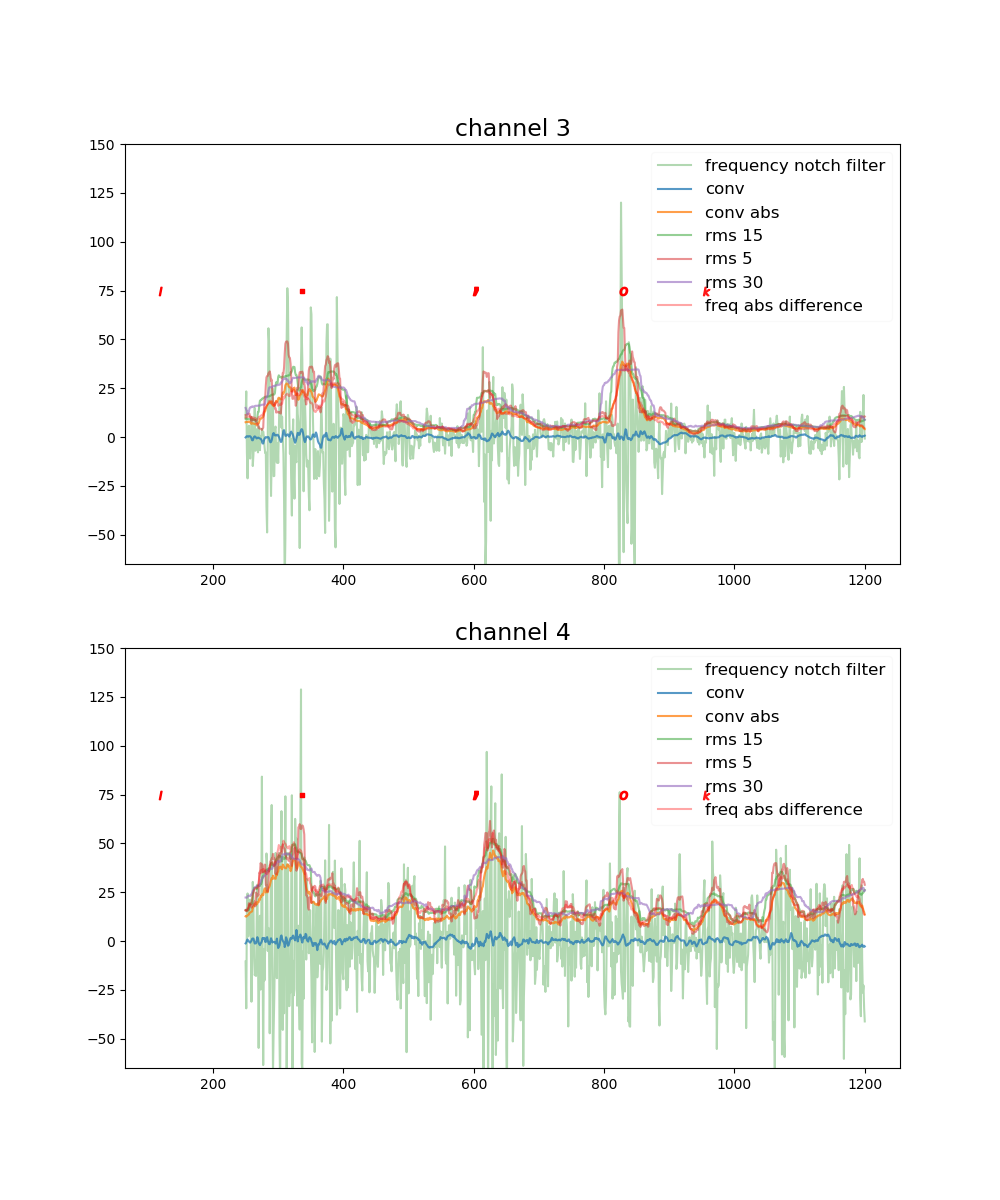 channel 3
150
125
100
75
50
25
0
−25
−50
frequency notch filter
conv
conv abs
rms 15
rms 5
rms 30
freq abs difference
l . , o k
200 400 600 800 1000 1200
channel 4
150
125
100
75
50
25
0
−25
−50
frequency notch filter
conv
conv abs
rms 15
rms 5
rms 30
freq abs difference
l . , o k
200 400 600 800 1000 1200